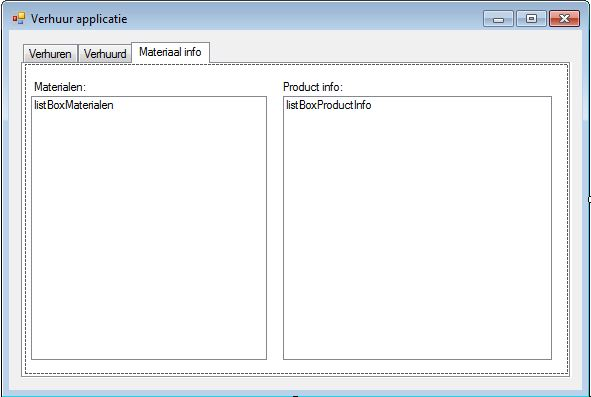 Verhuur applicatie
Verhuren Verhuurd Materiaal info
Materialen: Product info:
listBoxMaterialen listBoxProductInfo